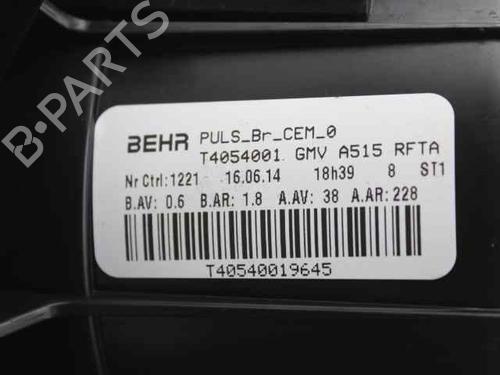 BEHR PULS_Br_CEM_0
T4054001 GMV A515 RFTA
Nr Ctrl:1221 16.06.14 18h39 8 ST1
B.AV: 0.6 B.AR: 1.8 A.AV: 38 A.AR: 228
T40540019645